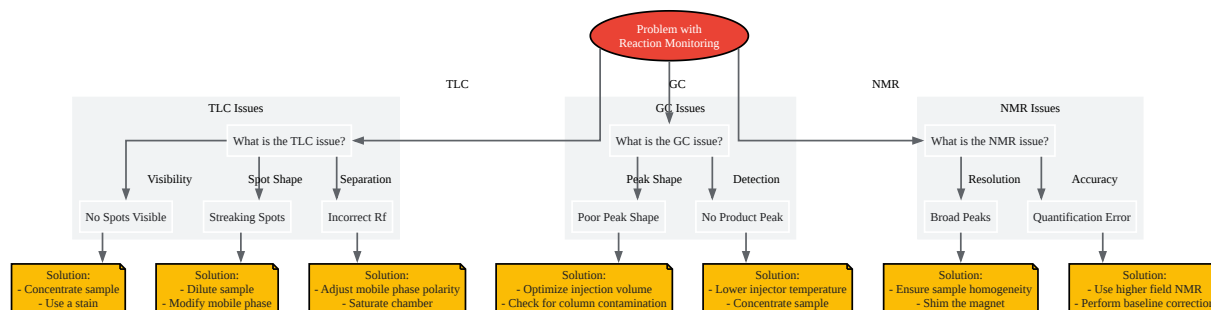 Problem with
Reaction Monitoring
TLC
GC
NMR
TLC Issues
GC Issues
NMR Issues
What is the TLC issue?
What is the GC issue?
What is the NMR issue?
Visibility
Spot Shape
Separation
Peak Shape
Detection
Resolution
Accuracy
No Spots Visible
Streaking Spots
Incorrect Rf
Poor Peak Shape
No Product Peak
Broad Peaks
Quantification Error
Solution:
- Concentrate sample
- Use a stain
Solution:
- Dilute sample
- Modify mobile phase
Solution:
- Adjust mobile phase polarity
- Saturate chamber
Solution:
- Optimize injection volume
- Check for column contamination
Solution:
- Lower injector temperature
- Concentrate sample
Solution:
- Ensure sample homogeneity
- Shim the magnet
Solution:
- Use higher field NMR
- Perform baseline correction